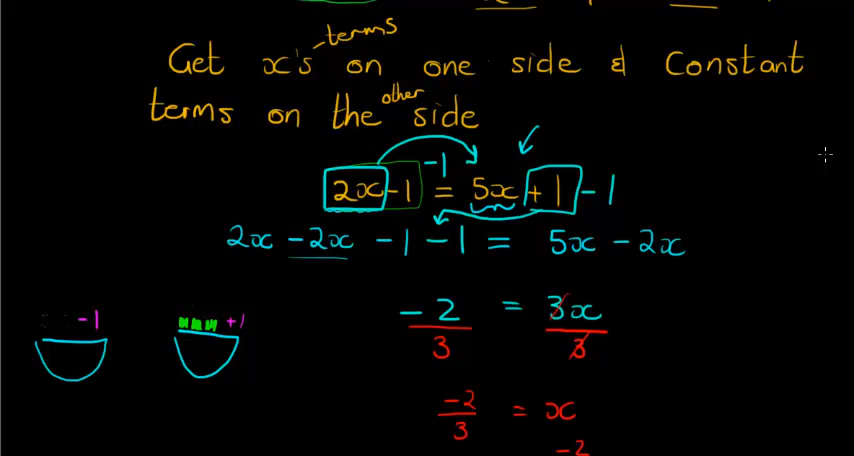 Get x's terms on one side & constant
terms on the other side
-1
2x - 1 = 5x + 1 - 1
2x - 2x - 1 - 1 = 5x - 2x
-2 = 3x
3 3
-1 +1
-2/3 = x
-2